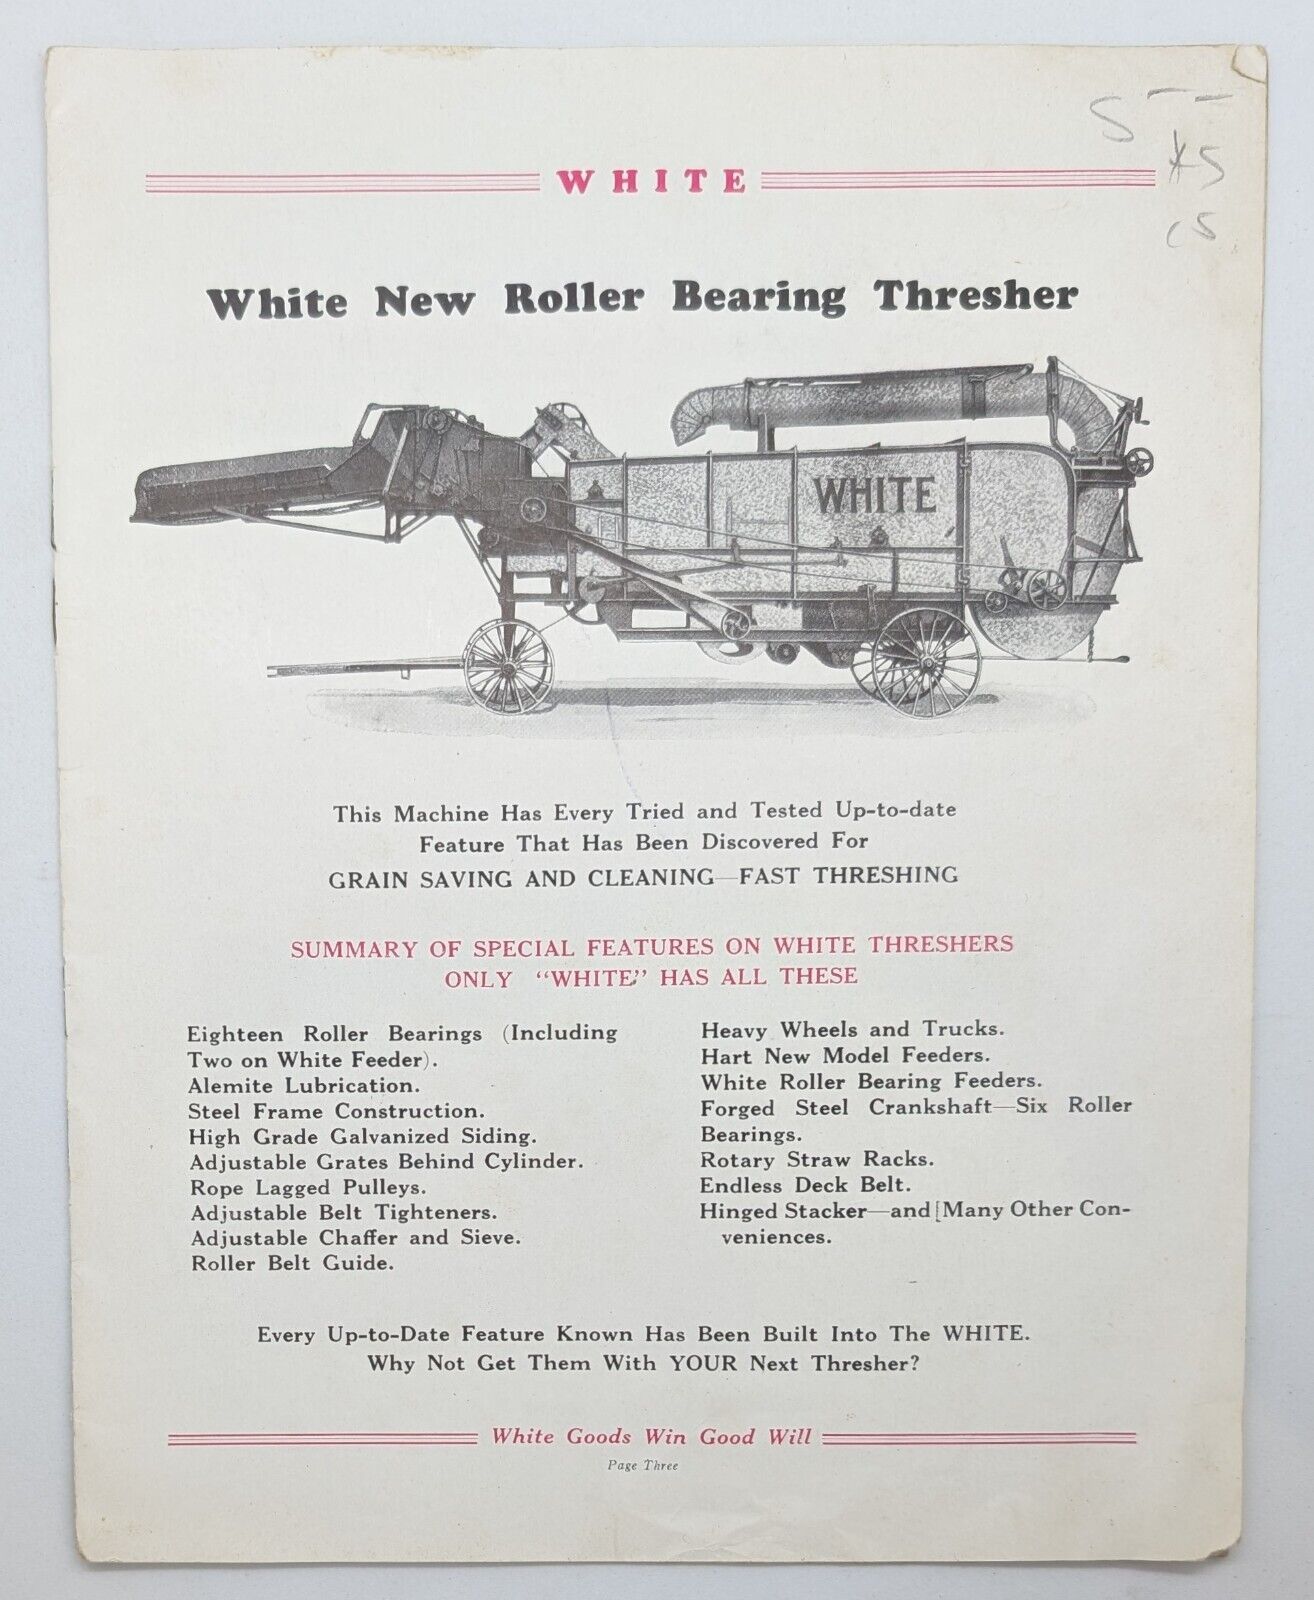 S - -
$5
cs
WHITE
White New Roller Bearing Thresher
WHITE
This Machine Has Every Tried and Tested Up-to-date
Feature That Has Been Discovered For
GRAIN SAVING AND CLEANING—FAST THRESHING
SUMMARY OF SPECIAL FEATURES ON WHITE THRESHERS
ONLY "WHITE" HAS ALL THESE
Eighteen Roller Bearings (Including
Two on White Feeder).
Alemite Lubrication.
Steel Frame Construction.
High Grade Galvanized Siding.
Adjustable Grates Behind Cylinder.
Rope Lagged Pulleys.
Adjustable Belt Tighteners.
Adjustable Chaffer and Sieve.
Roller Belt Guide.
Heavy Wheels and Trucks.
Hart New Model Feeders.
White Roller Bearing Feeders.
Forged Steel Crankshaft—Six Roller
Bearings.
Rotary Straw Racks.
Endless Deck Belt.
Hinged Stacker—and [Many Other Con-
veniences.
Every Up-to-Date Feature Known Has Been Built Into The WHITE.
Why Not Get Them With YOUR Next Thresher?
White Goods Win Good Will
Page Three